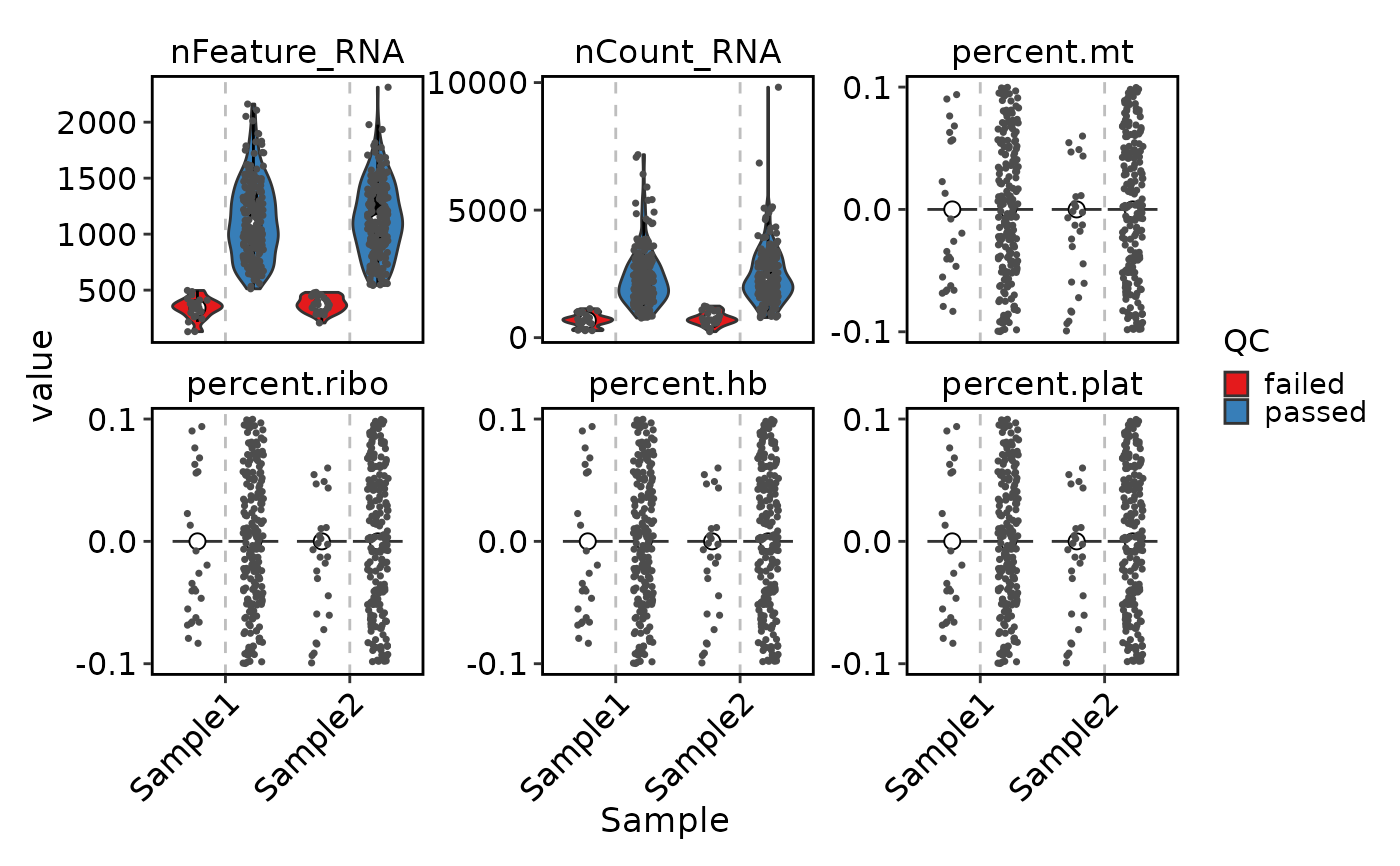 nFeature_RNA
nCount_RNA
percent.mt
2000
1500
1000
500
10000
5000
0
0.1
0.0
-0.1
value
percent.ribo
percent.hb
percent.plat
0.1
0.0
-0.1
0.1
0.0
-0.1
0.1
0.0
-0.1
Sample1
Sample2
Sample1
Sample2
Sample1
Sample2
Sample
QC
failed
passed